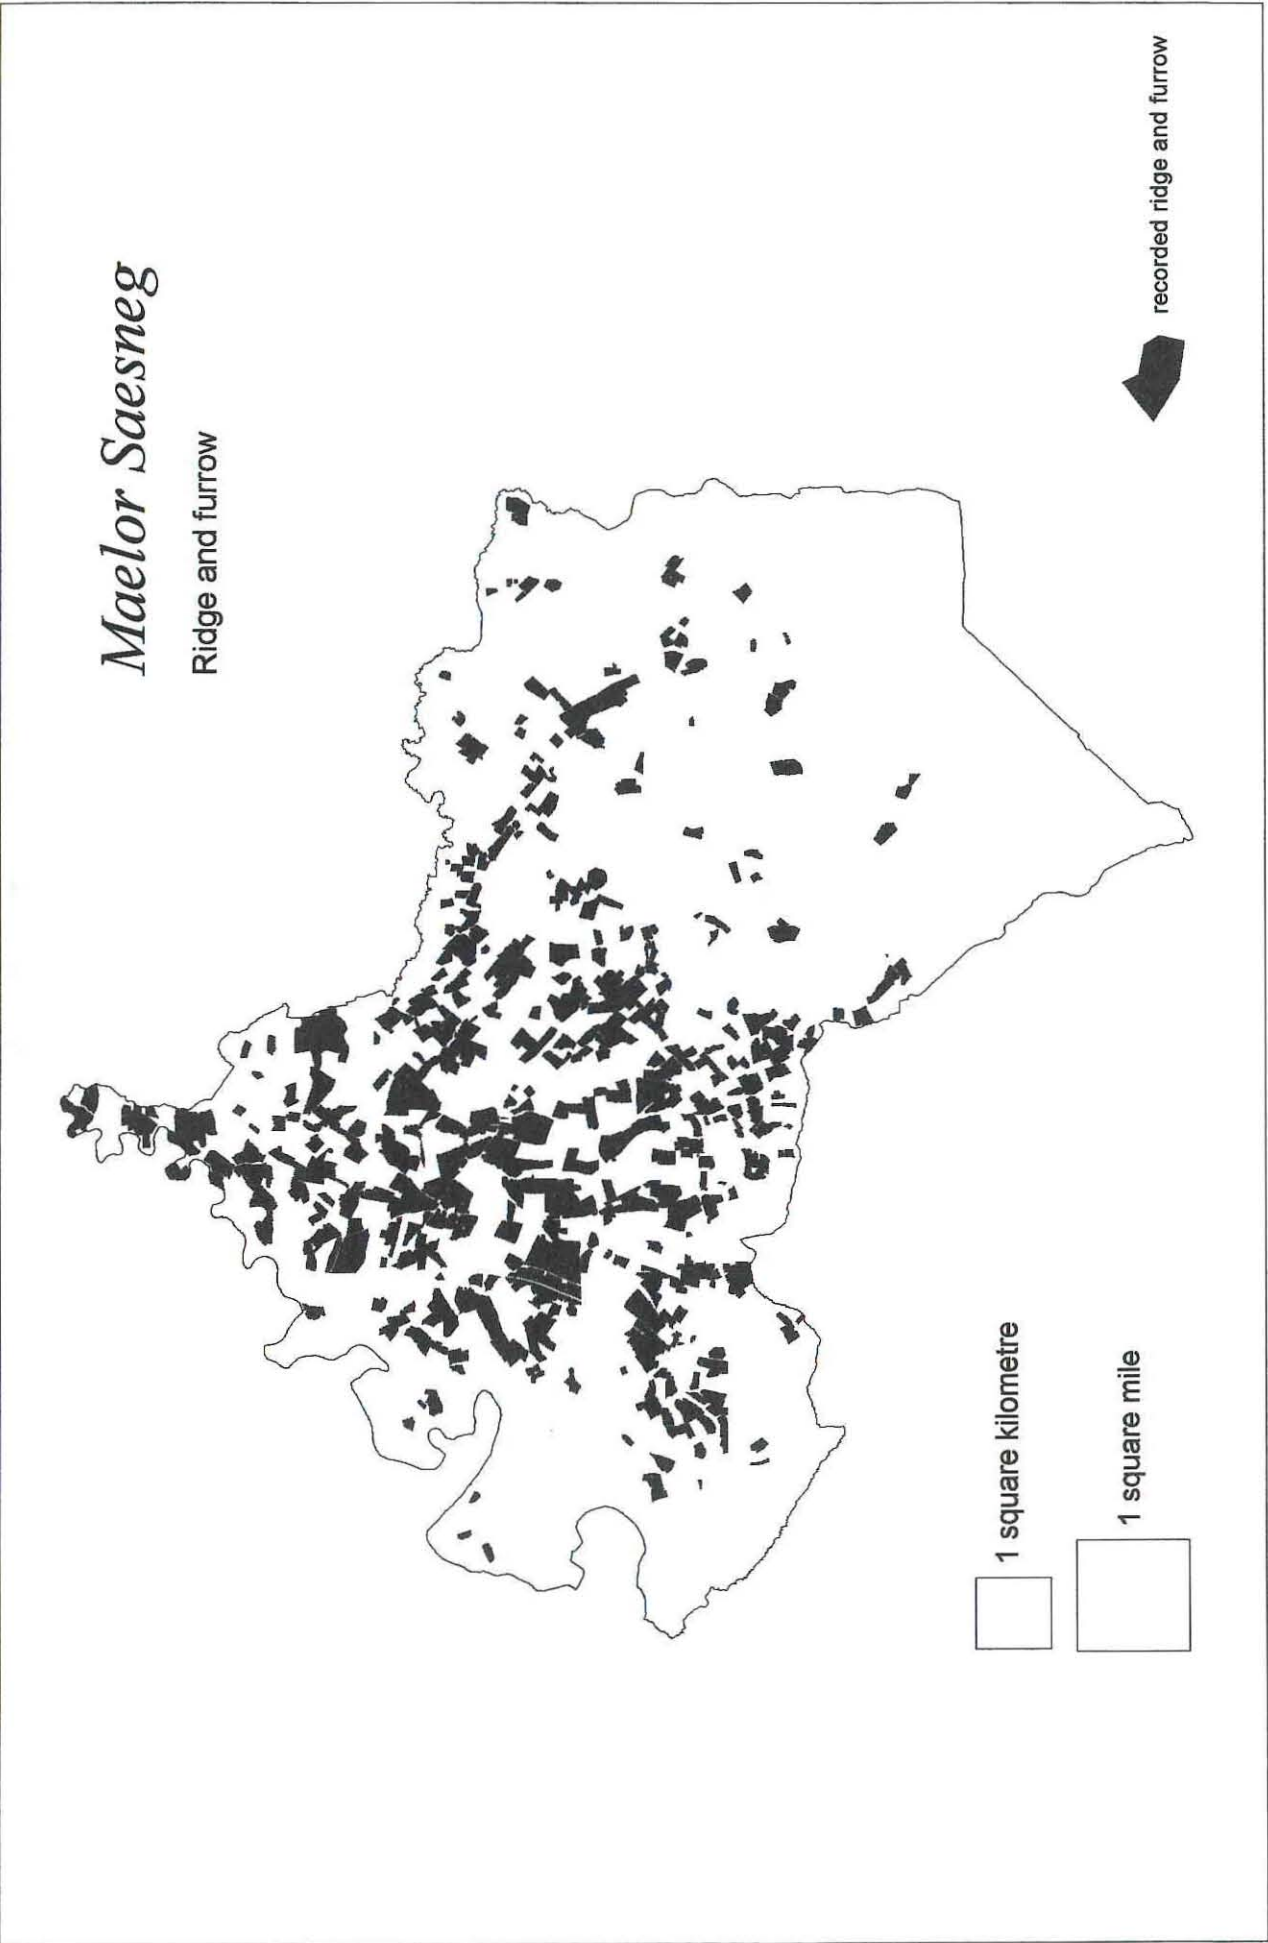 Maelor Saesneg
Ridge and furrow
1 square kilometre
1 square mile
recorded ridge and furrow